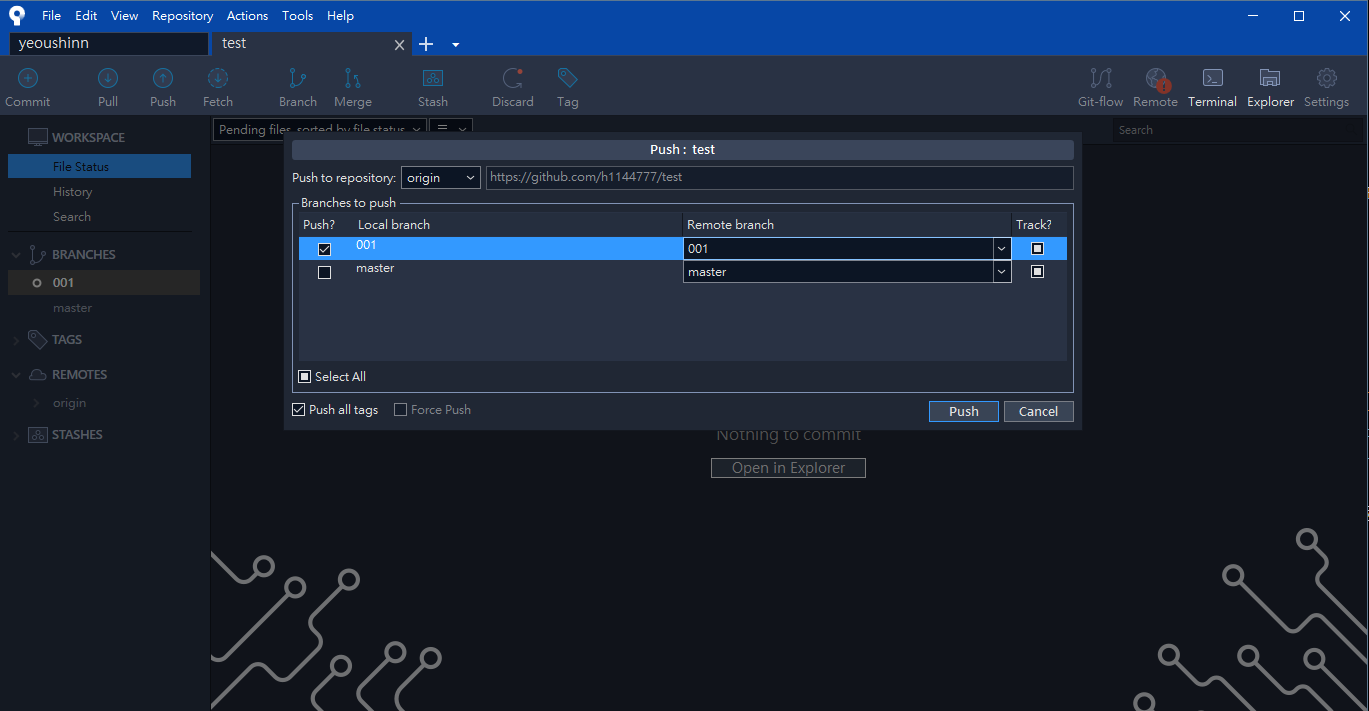 File Edit View Repository Actions Tools Help
yeoushinn test
Commit Pull Push Fetch Branch Merge Stash Discard Tag Git-flow Remote Terminal Explorer Settings
WORKSPACE
File Status
History
Search
BRANCHES
001
master
TAGS
REMOTES
origin
STASHES
Pending files, sorted by file status
Search
Push : test
Push to repository: origin https://github.com/h1144777/test
Branches to push
Push? Local branch Remote branch Track?
001 001
master master
Select All
Push all tags Force Push Push Cancel
Nothing to commit
Open in Explorer